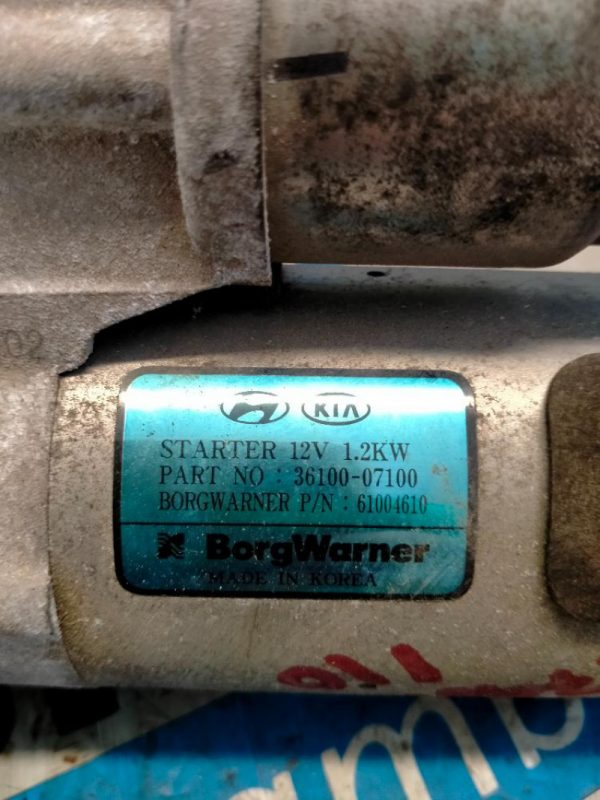 KIA
STARTER 12V 1.2KW
PART NO : 36100-07100
BORGWARNER P/N : 61004610
BorgWarner
MADE IN KOREA